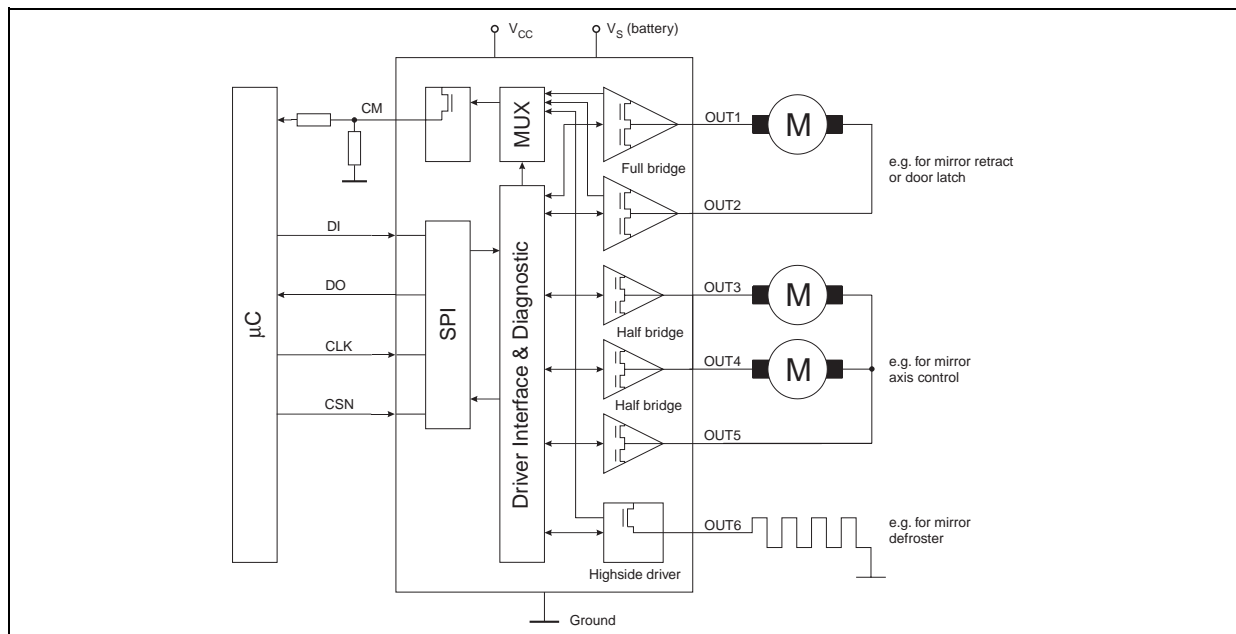 V_CC
V_S (battery)
CM
MUX
OUT1
M
Full bridge
e.g. for mirror retract
or door latch
OUT2
μC
DI
DO
CLK
CSN
SPI
Driver Interface & Diagnostic
OUT3
M
Half bridge
OUT4
M
e.g. for mirror
axis control
Half bridge
OUT5
OUT6
e.g. for mirror
defroster
Highside driver
Ground